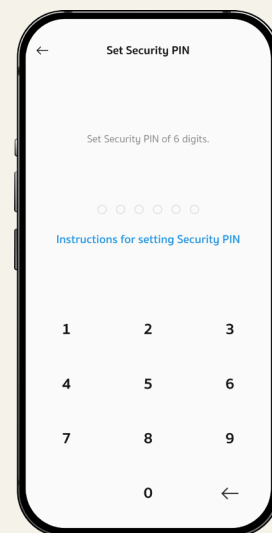 Set Security PIN
Set Security PIN of 6 digits.
Instructions for setting Security PIN
1 2 3
4 5 6
7 8 9
0